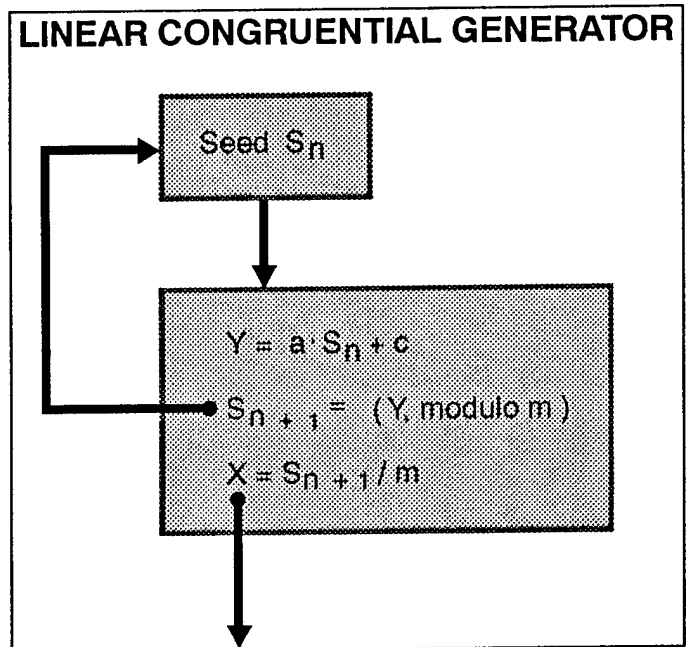 LINEAR CONGRUENTIAL GENERATOR
Seed Sn
Y = a · Sn + c
Sn + 1 = (Y, modulo m)
X = Sn + 1 / m